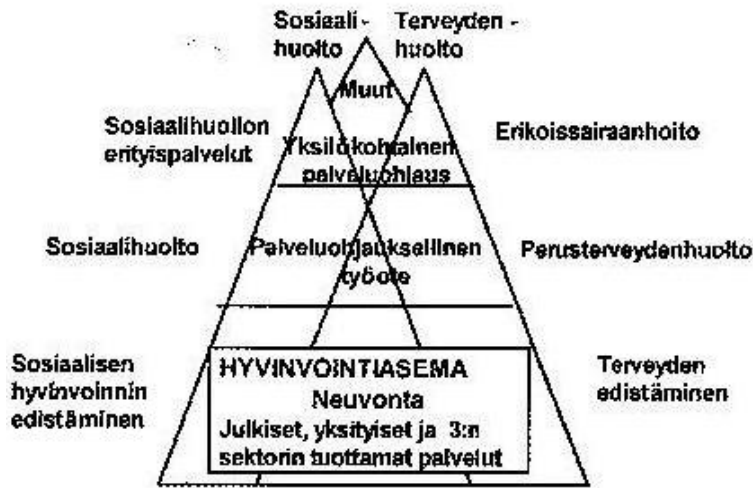 Sosiaali-
huolto
Terveyden-
huolto
Muut
Sosiaalihuollon
erityispalvelut
Yksilökohtainen
palveluohjaus
Erikoissairaanhoito
Sosiaalihuolto
Palveluohjauksellinen
työote
Perusterveydenhuolto
Sosiaalisen
hyvinvoinnin
edistäminen
HYVINVOINTIASEMA
Neuvonta
Julkiset, yksityiset ja 3:n
sektorin tuottamat palvelut
Terveyden
edistäminen